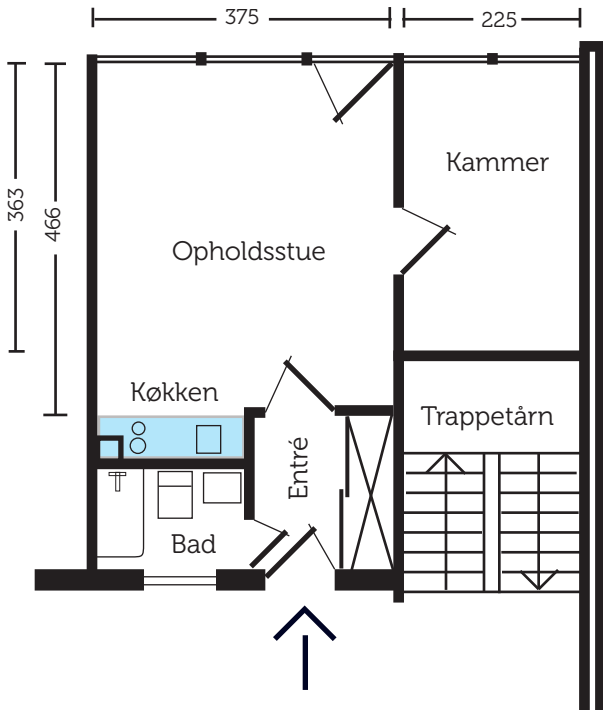 375
225
Kammer
363
466
Opholdsstue
Køkken
Trappetårn
Entré
Bad